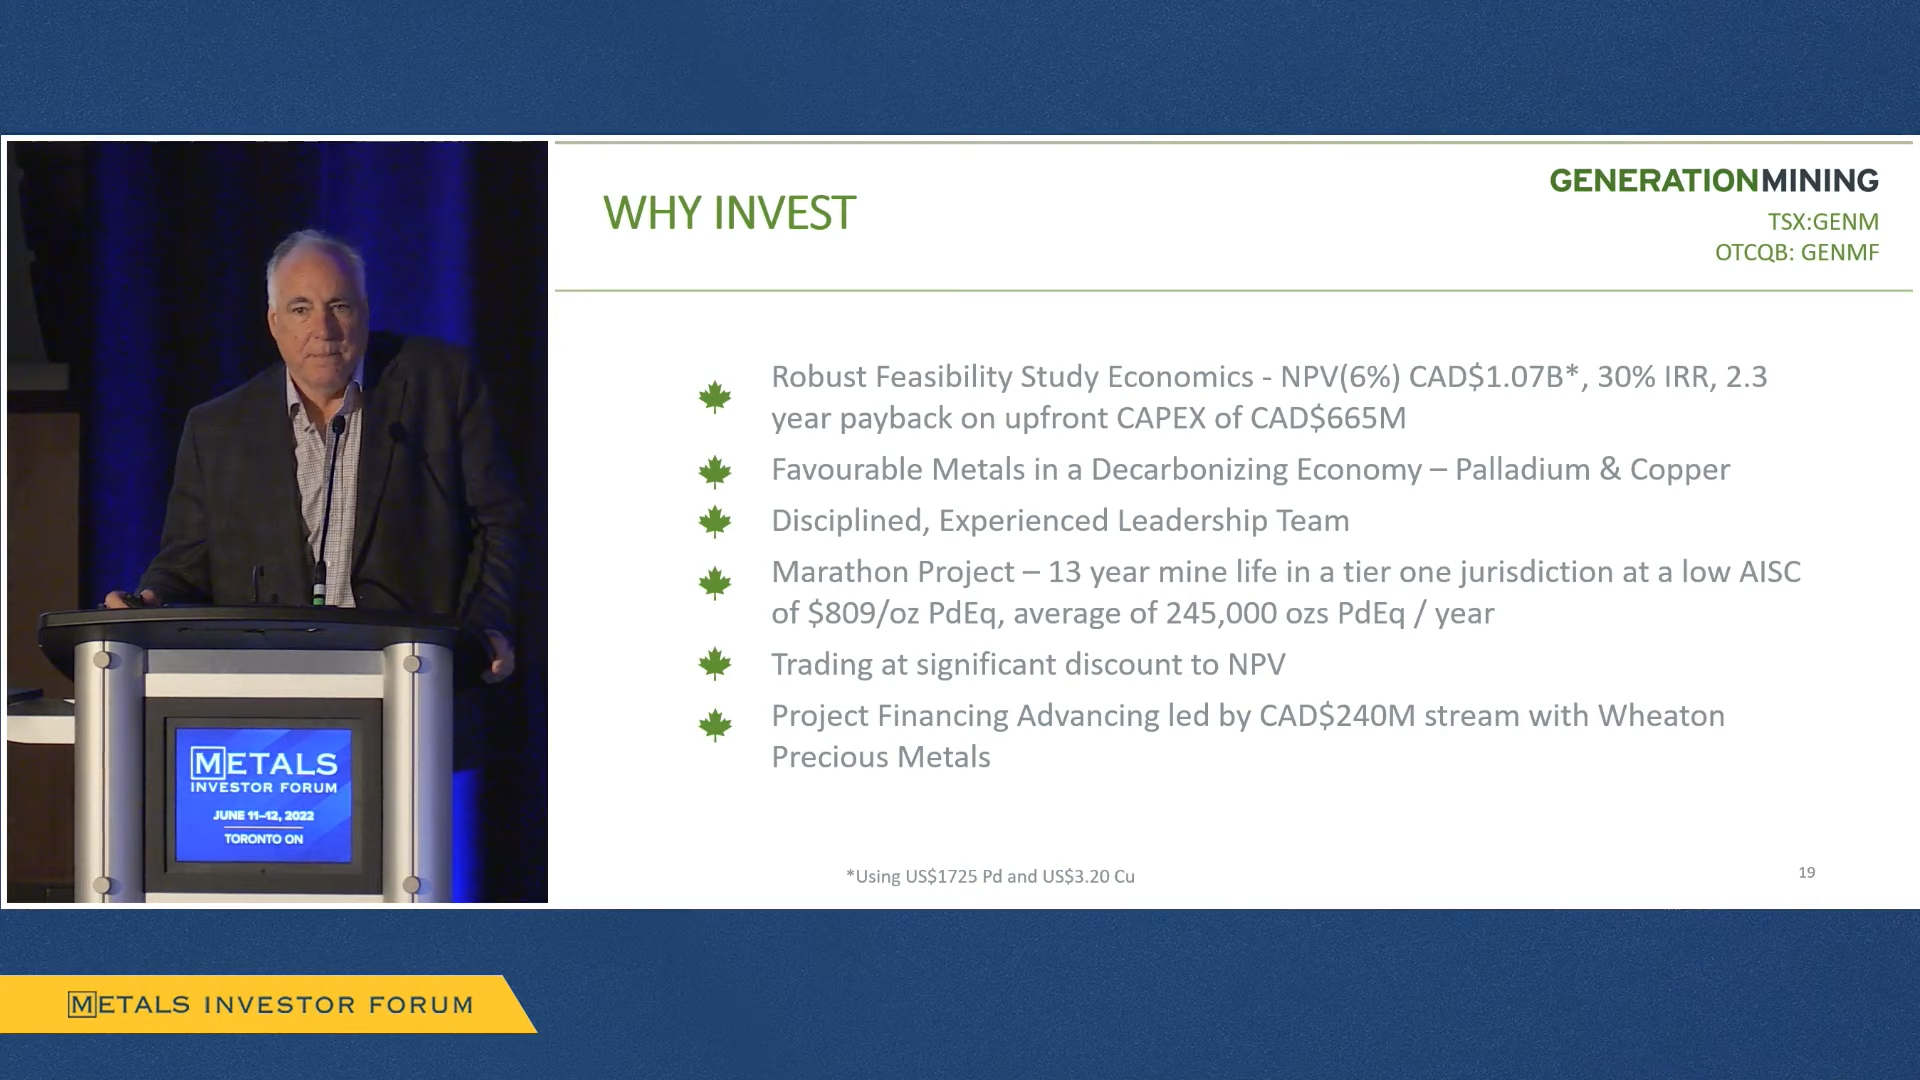 WHY INVEST
GENERATIONMINING
TSX:GENM
OTCQB: GENMF
Robust Feasibility Study Economics - NPV(6%) CAD$1.07B*, 30% IRR, 2.3
year payback on upfront CAPEX of CAD$665M
Favourable Metals in a Decarbonizing Economy – Palladium & Copper
Disciplined, Experienced Leadership Team
Marathon Project – 13 year mine life in a tier one jurisdiction at a low AISC
of $809/oz PdEq, average of 245,000 ozs PdEq / year
Trading at significant discount to NPV
Project Financing Advancing led by CAD$240M stream with Wheaton
Precious Metals
*Using US$1725 Pd and US$3.20 Cu
19
METALS
INVESTOR FORUM
JUNE 11–12, 2022
TORONTO ON
METALS INVESTOR FORUM